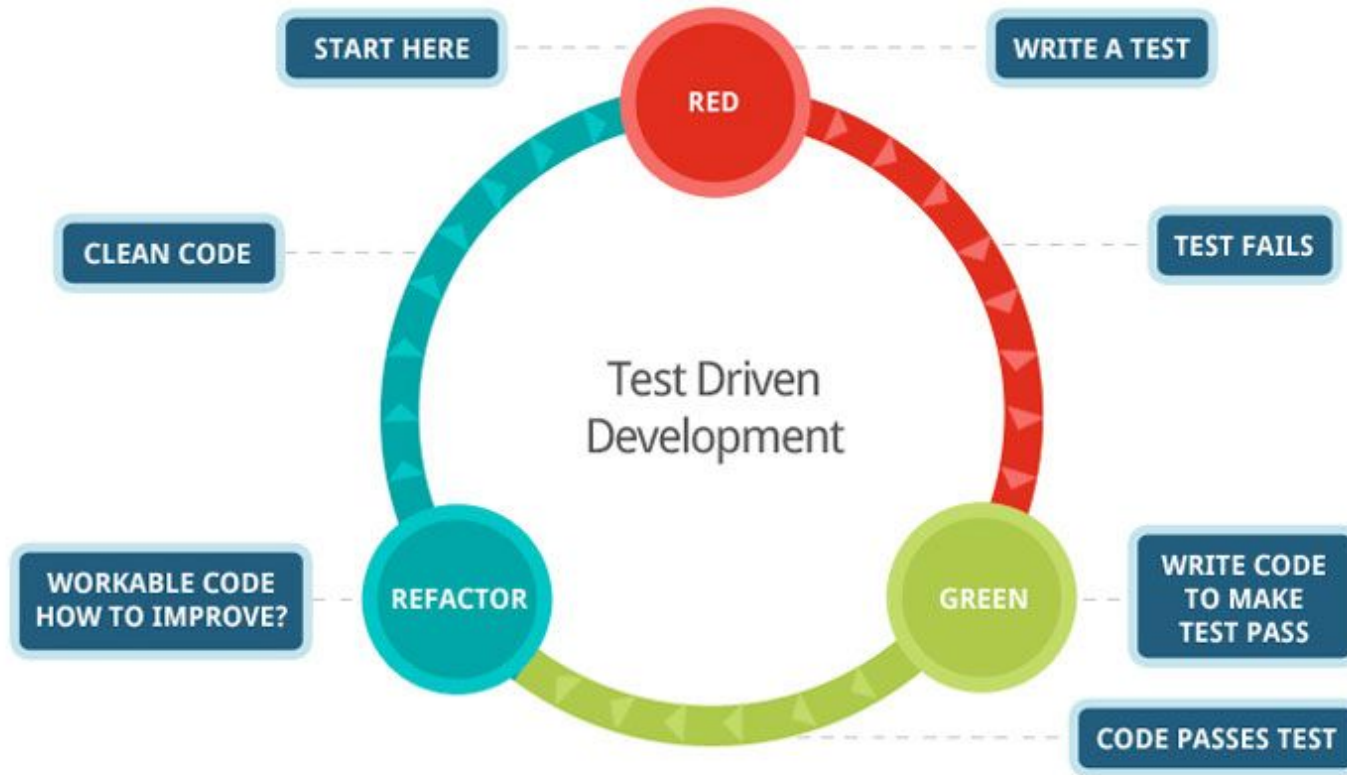 START HERE
WRITE A TEST
RED
CLEAN CODE
TEST FAILS
Test Driven
Development
WORKABLE CODE
HOW TO IMPROVE?
REFACTOR
GREEN
WRITE CODE
TO MAKE
TEST PASS
CODE PASSES TEST